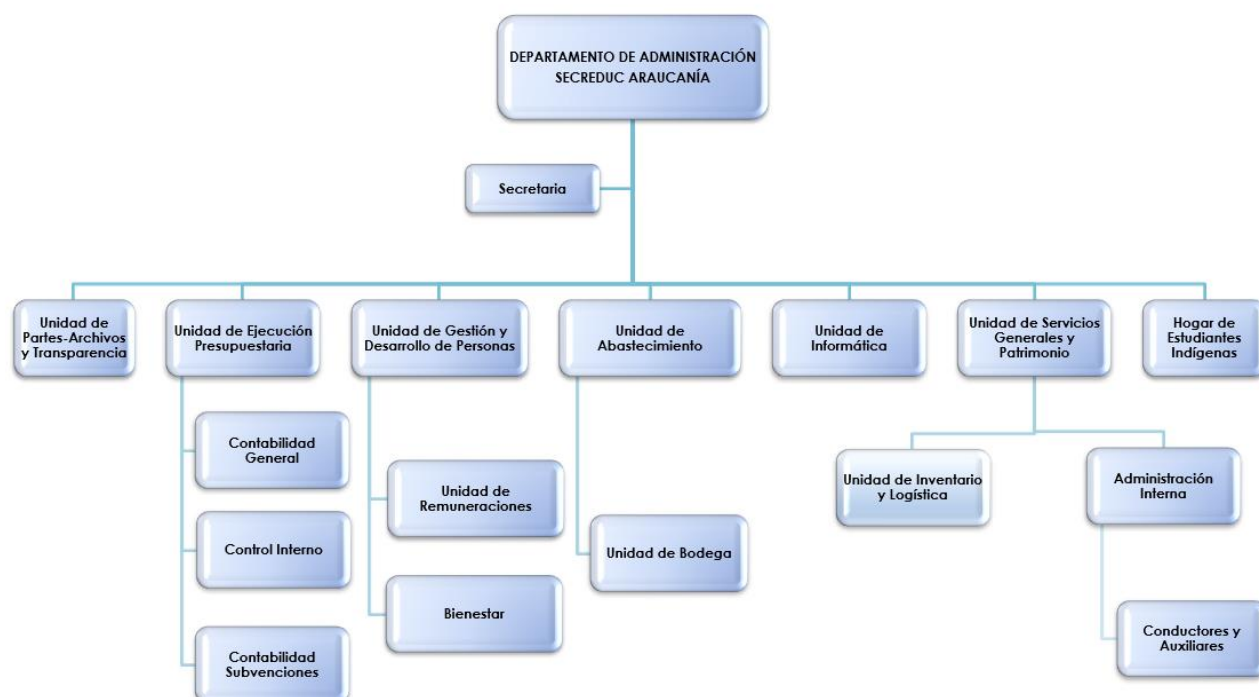 DEPARTAMENTO DE ADMINISTRACIÓN
SECREDUC ARAUCANÍA
Secretaria
Unidad de
Partes-Archivos
y Transparencia
Unidad de Ejecución
Presupuestaria
Unidad de Gestión y
Desarrollo de Personas
Unidad de
Abastecimiento
Unidad de
Informática
Unidad de Servicios
Generales y
Patrimonio
Hogar de
Estudiantes
Indígenas
Contabilidad
General
Control Interno
Contabilidad
Subvenciones
Unidad de
Remuneraciones
Bienestar
Unidad de Bodega
Unidad de Inventario
y Logística
Administración
Interna
Conductores y
Auxiliares